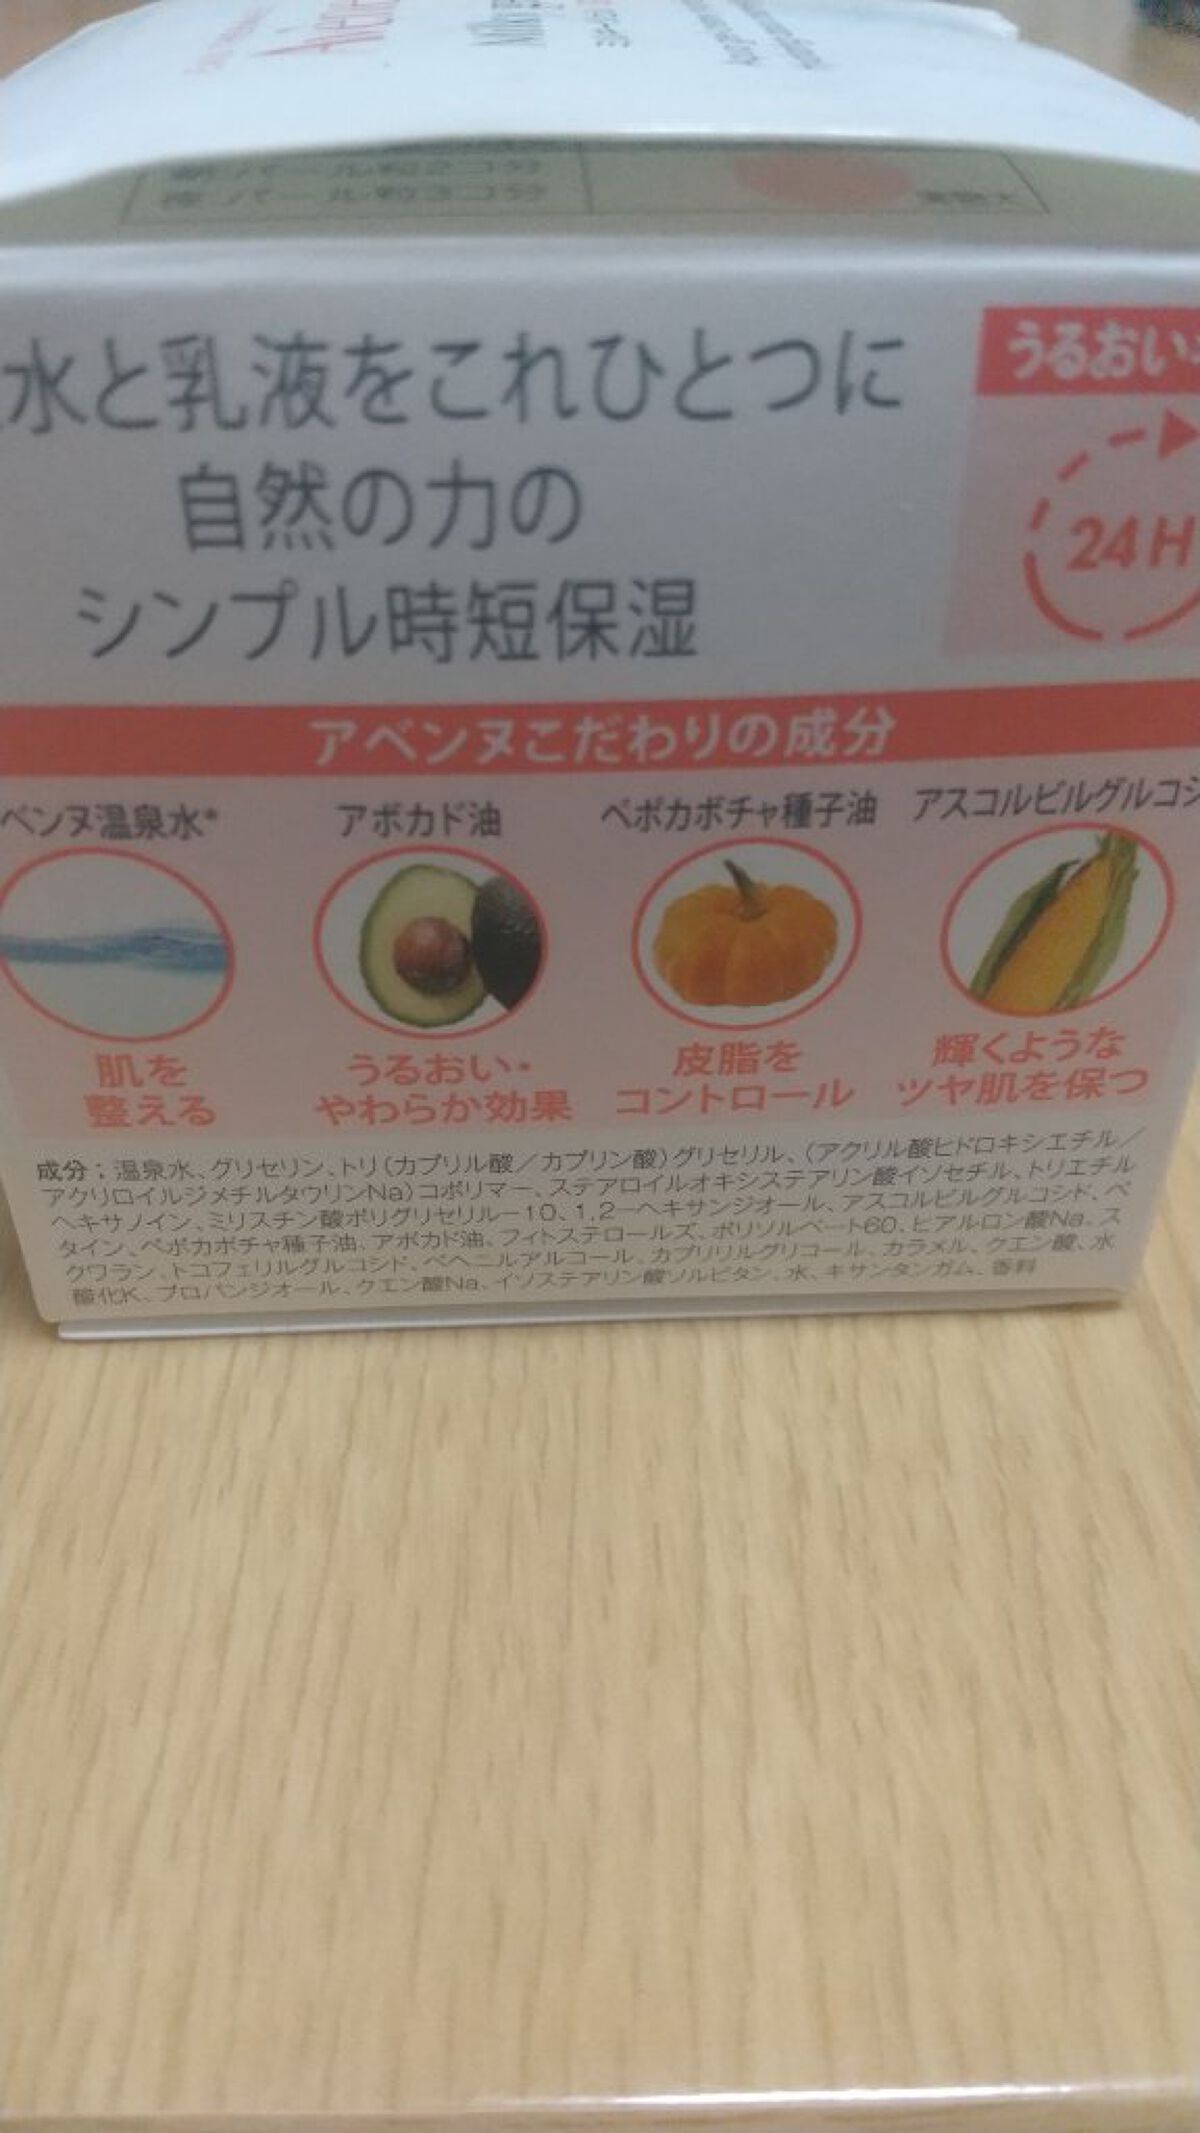 Avène
Milky
朝 パール粒2コ分
夜 パール粒3コ分
水と乳液をこれひとつに
自然の力の
シンプル時短保湿
うるおい
24H
アベンヌこだわりの成分
ベンヌ温泉水*
アボカド油
ペポカボチャ種子油
アスコルビルグルコシ
肌を
整える
うるおい・
やわらか効果
皮脂を
コントロール
輝くような
ツヤ肌を保つ
成分：温泉水、グリセリン、トリ(カプリル酸／カプリン酸)グリセリル、(アクリル酸ヒドロキシエチル／
アクリロイルジメチルタウリンNa)コポリマー、ステアロイルオキシステアリン酸イソセチル、トリエチル
ヘキサノイン、ミリスチン酸ポリグリセリル－10、1,2－ヘキサンジオール、アスコルビルグルコシド、ベ
タイン、ペポカボチャ種子油、アボカド油、フィトステロールズ、ポリソルベート60、ヒアルロン酸Na、ス
クワラン、トコフェリルグルコシド、ベヘニルアルコール、カプリリルグリコール、カラメル、クエン酸、水
酸化K、プロパンジオール、クエン酸Na、イソステアリン酸ソルビタン、水、キサンタンガム、香料